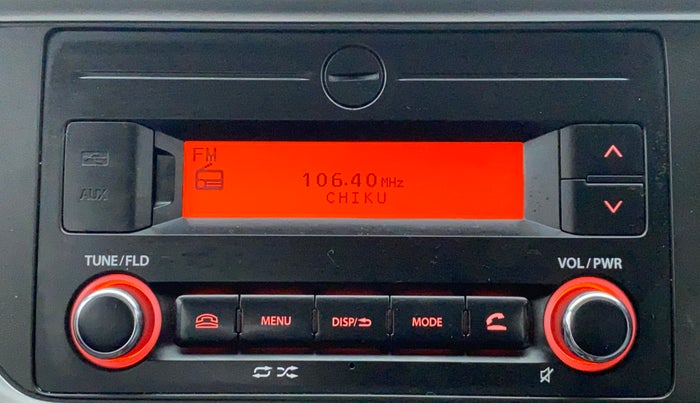 FM
106.40 MHz
CHIKU
AUX
TUNE/FLD
VOL/PWR
MENU
DISP/
MODE